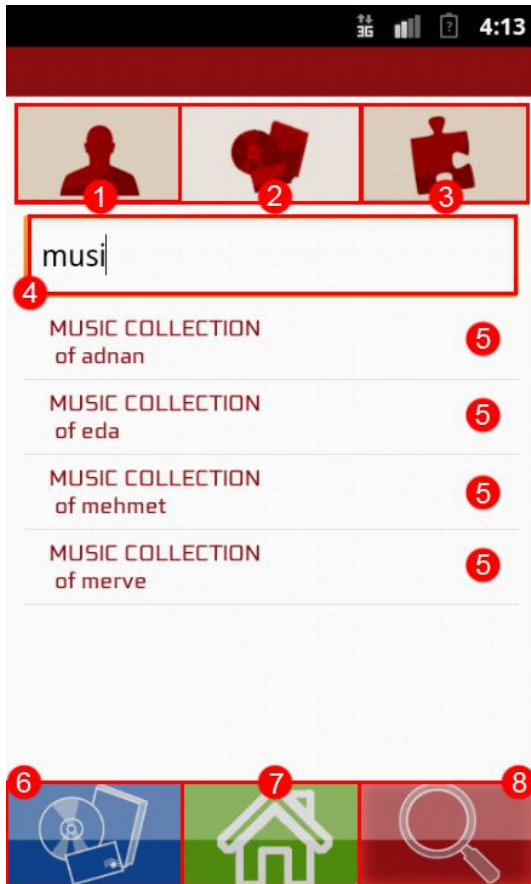 3G ? 4:13
1 2 3
musi
4
MUSIC COLLECTION
of adnan
5
MUSIC COLLECTION
of eda
5
MUSIC COLLECTION
of mehmet
5
MUSIC COLLECTION
of merve
5
6 7 8